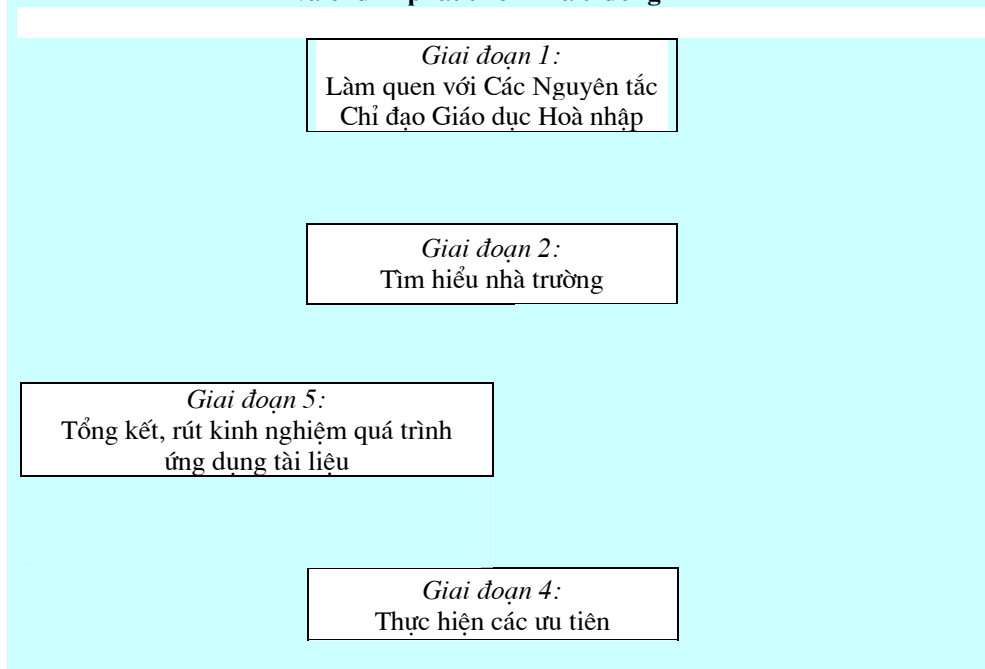 Giai đoạn 1:
Làm quen với Các Nguyên tắc
Chỉ đạo Giáo dục Hoà nhập
Giai đoạn 2:
Tìm hiểu nhà trường
Giai đoạn 5:
Tổng kết, rút kinh nghiệm quá trình
ứng dụng tài liệu
Giai đoạn 4:
Thực hiện các ưu tiên